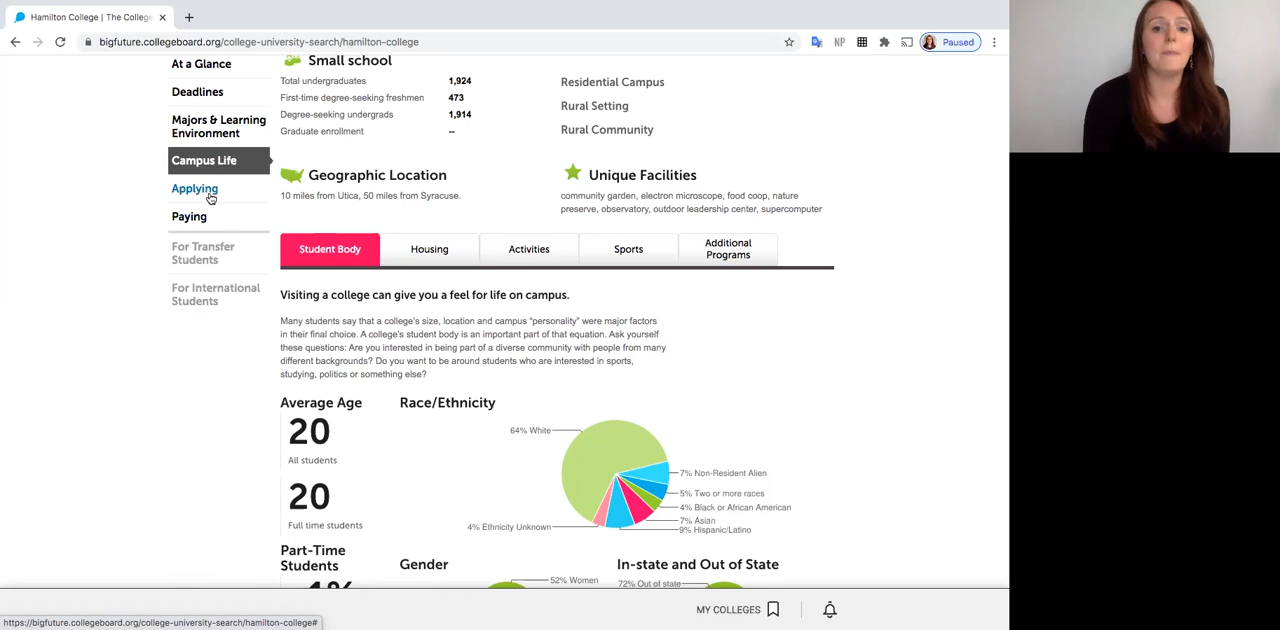 Hamilton College | The College
bigfuture.collegeboard.org/college-university-search/hamilton-college
NP
Paused
At a Glance
Deadlines
Majors & Learning
Environment
Campus Life
Applying
Paying
For Transfer
Students
For International
Students
Small school
Total undergraduates 1,924
First-time degree-seeking freshmen 473
Degree-seeking undergrads 1,914
Graduate enrollment --
Residential Campus
Rural Setting
Rural Community
Geographic Location
10 miles from Utica, 50 miles from Syracuse.
Unique Facilities
community garden, electron microscope, food coop, nature
preserve, observatory, outdoor leadership center, supercomputer
Student Body
Housing
Activities
Sports
Additional
Programs
Visiting a college can give you a feel for life on campus.
Many students say that a college's size, location and campus "personality" were major factors
in their final choice. A college's student body is an important part of that equation. Ask yourself
these questions: Are you interested in being part of a diverse community with people from many
different backgrounds? Do you want to be around students who are interested in sports,
studying, politics or something else?
Average Age
20
All students
20
Full time students
Race/Ethnicity
64% White
7% Non-Resident Alien
5% Two or more races
4% Black or African American
7% Asian
9% Hispanic/Latino
4% Ethnicity Unknown
Part-Time
Students
Gender
52% Women
In-state and Out of State
72% Out of state
MY COLLEGES
https://bigfuture.collegeboard.org/college-university-search/hamilton-college#